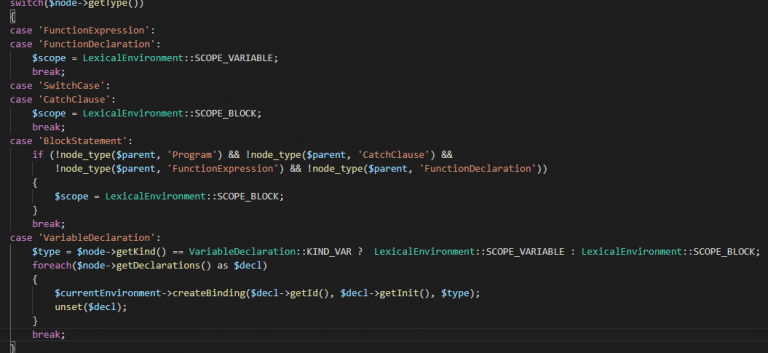 switch($node->getType())
{
case 'FunctionExpression':
case 'FunctionDeclaration':
$scope = LexicalEnvironment::SCOPE_VARIABLE;
break;
case 'SwitchCase':
case 'CatchClause':
$scope = LexicalEnvironment::SCOPE_BLOCK;
break;
case 'BlockStatement':
if (!node_type($parent, 'Program') && !node_type($parent, 'CatchClause') &&
!node_type($parent, 'FunctionExpression') && !node_type($parent, 'FunctionDeclaration'))
{
$scope = LexicalEnvironment::SCOPE_BLOCK;
}
break;
case 'VariableDeclaration':
$type = $node->getKind() == VariableDeclaration::KIND_VAR ?  LexicalEnvironment::SCOPE_VARIABLE : LexicalEnvironment::SCOPE_BLOCK;
foreach($node->getDeclarations() as $decl)
{
$currentEnvironment->createBinding($decl->getId(), $decl->getInit(), $type);
unset($decl);
}
break;
}